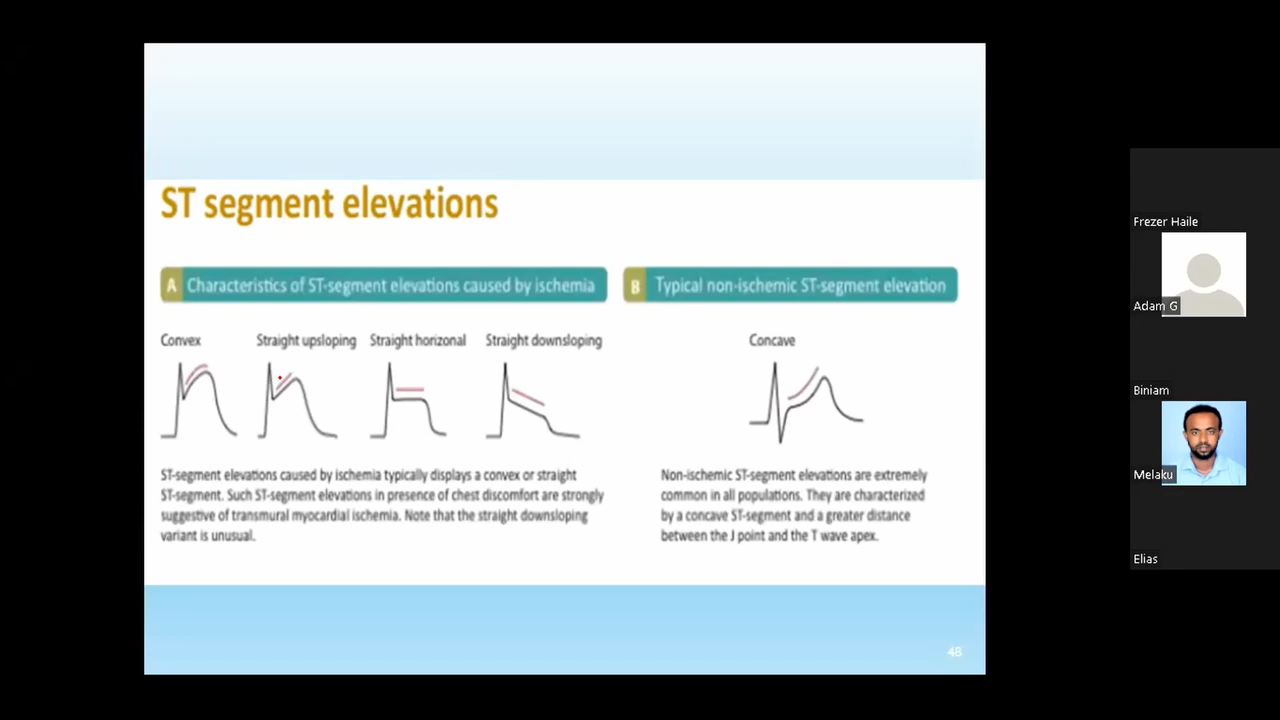 ST segment elevations
A Characteristics of ST-segment elevations caused by ischemia
Convex
Straight upsloping
Straight horizonal
Straight downsloping
ST-segment elevations caused by ischemia typically displays a convex or straight
ST-segment. Such ST-segment elevations in presence of chest discomfort are strongly
suggestive of transmural myocardial ischemia. Note that the straight downsloping
variant is unusual.
B Typical non-ischemic ST-segment elevation
Concave
Non-ischemic ST-segment elevations are extremely
common in all populations. They are characterized
by a concave ST-segment and a greater distance
between the J point and the T wave apex.
48
Frezer Haile
Adam G
Biniam
Melaku
Elias